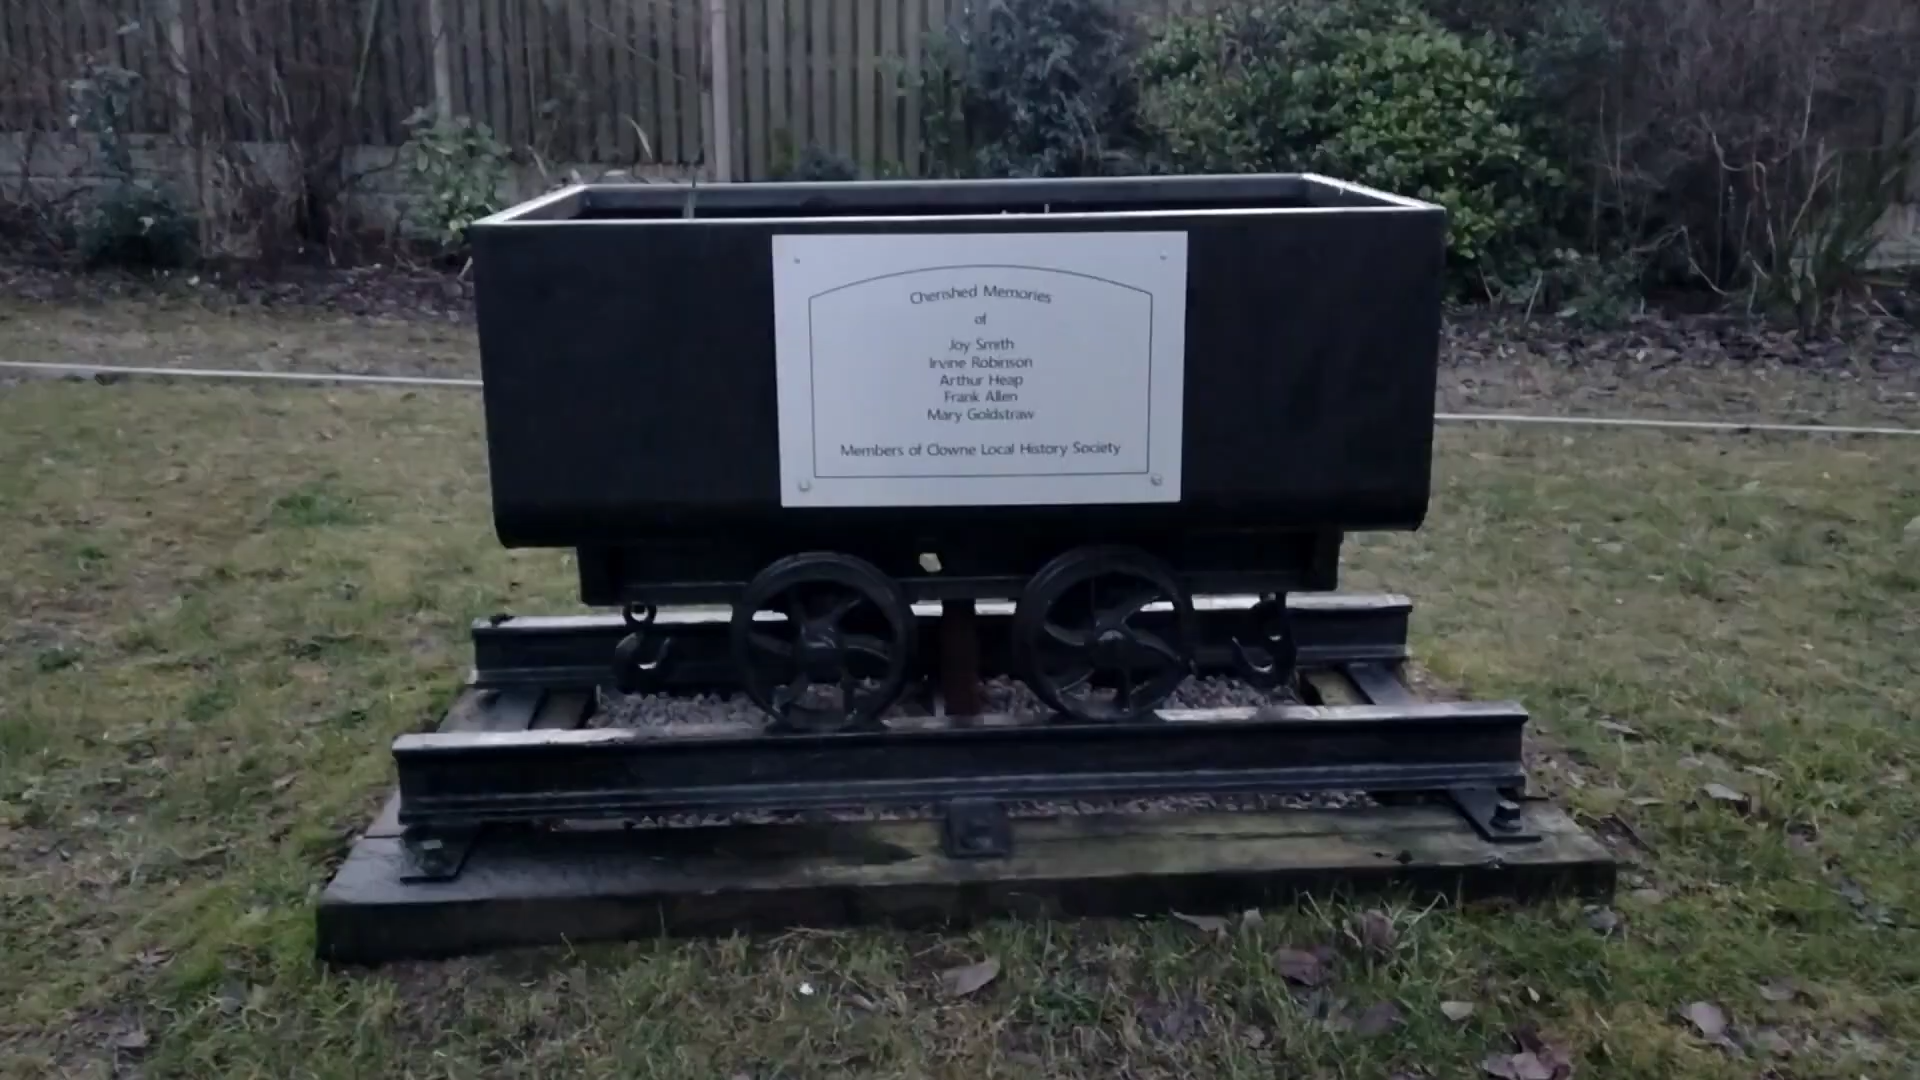 Cherished Memories
of
Joy Smith
Irvine Robinson
Arthur Heap
Frank Allen
Mary Goldstraw
Members of Clowne Local History Society